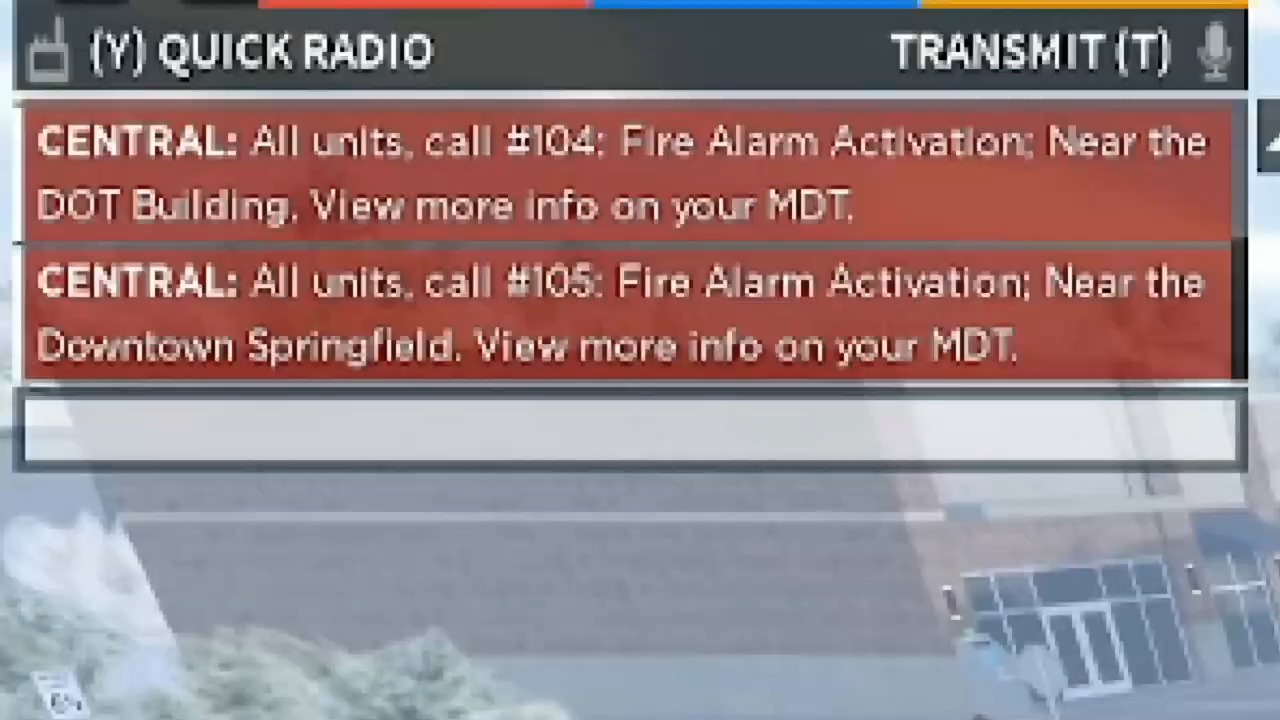 (Y) QUICK RADIO TRANSMIT (T)
CENTRAL: All units, call #104: Fire Alarm Activation; Near the
DOT Building. View more info on your MDT.
CENTRAL: All units, call #105: Fire Alarm Activation; Near the
Downtown Springfield. View more info on your MDT.